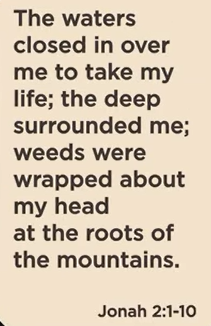 The waters
closed in over
me to take my
life; the deep
surrounded me;
weeds were
wrapped about
my head
at the roots of
the mountains.
Jonah 2:1-10